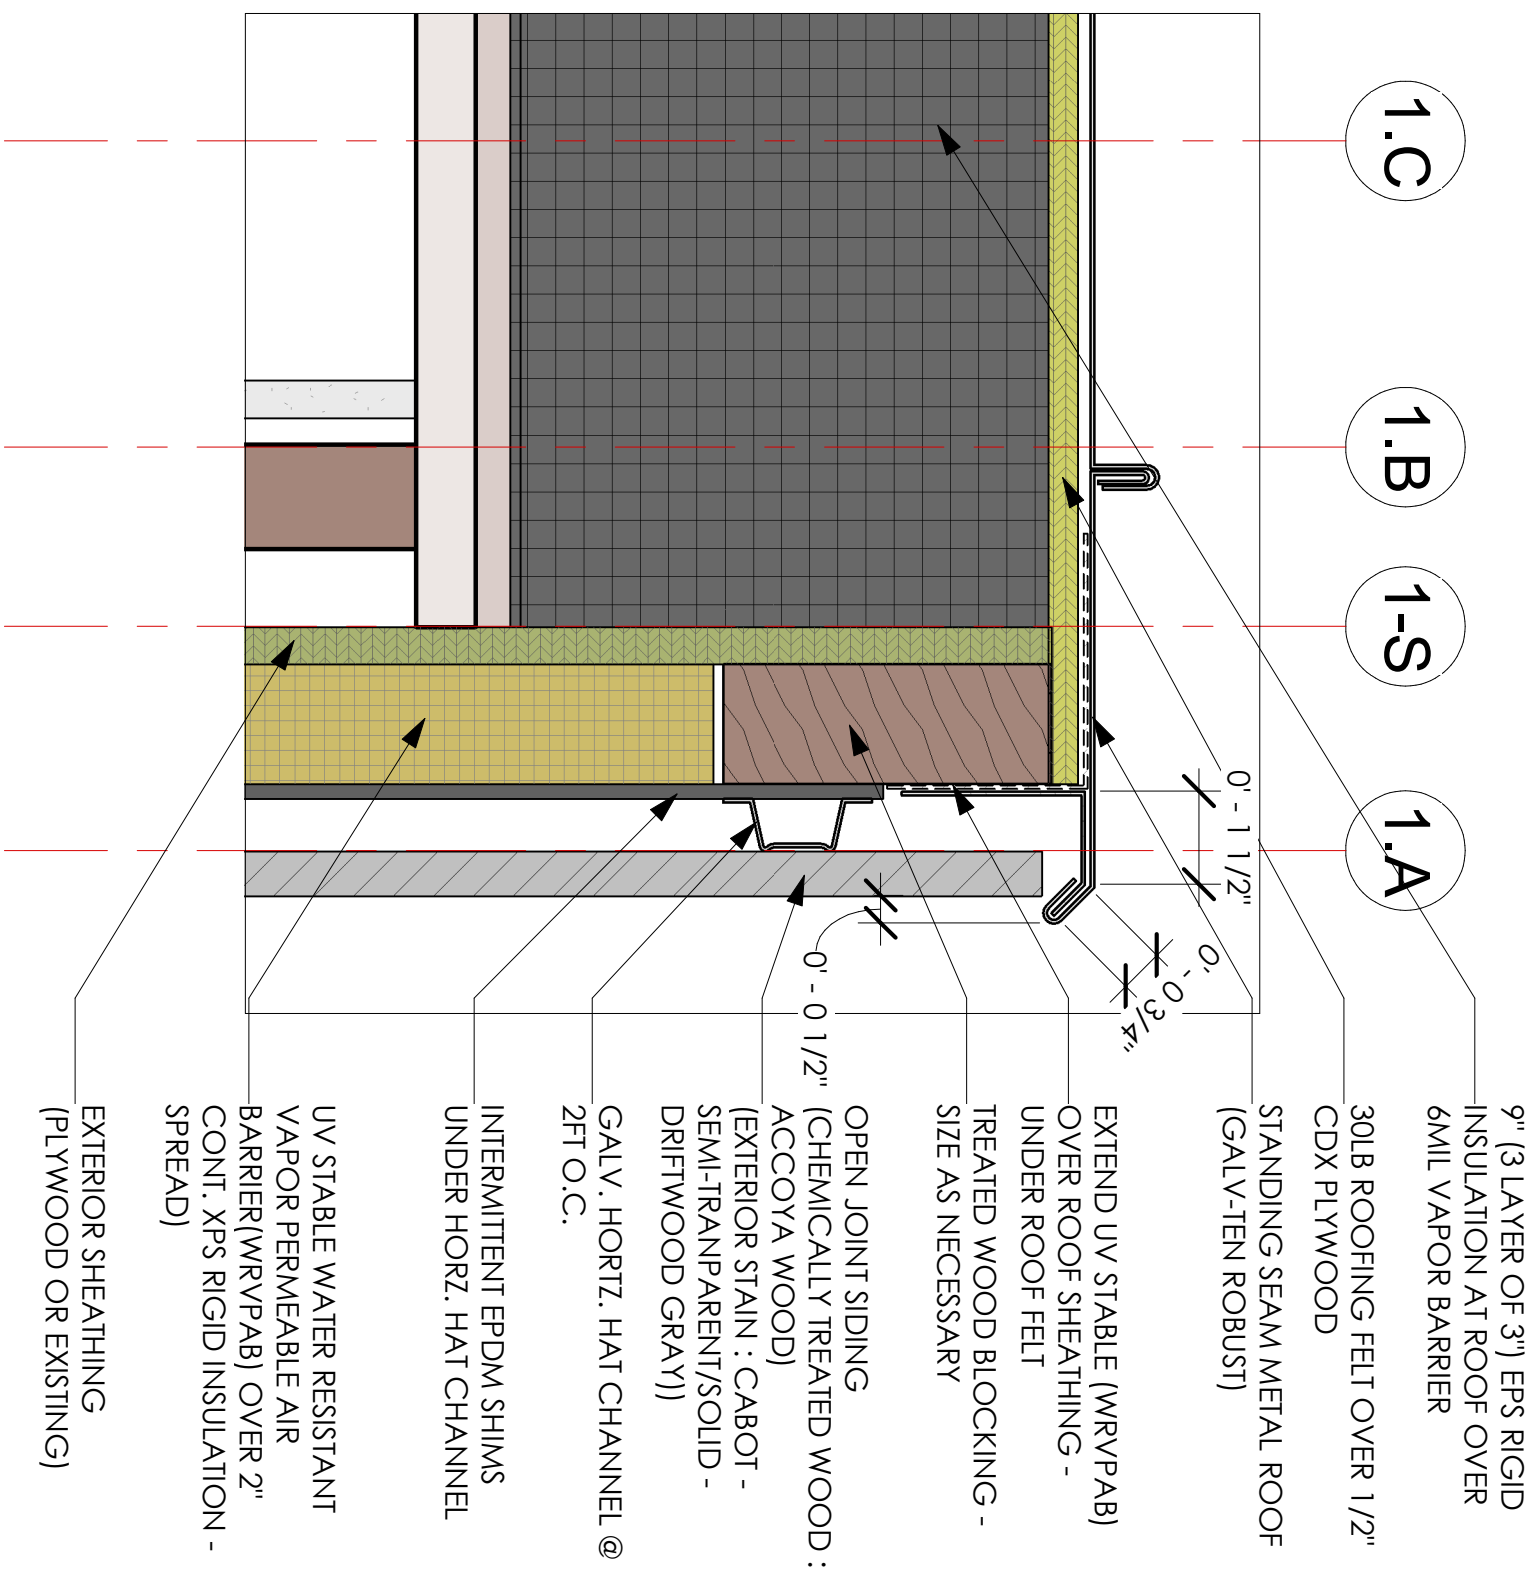 1.C
1.B
1-S
1.A
0' - 1 1/2"
0' - 0 3/4"
0' - 0 1/2"
9" (3 LAYER OF 3") EPS RIGID
INSULATION AT ROOF OVER
6MIL VAPOR BARRIER
30LB ROOFING FELT OVER 1/2"
CDX PLYWOOD
STANDING SEAM METAL ROOF
(GALV-TEN ROBUST)
EXTEND UV STABLE (WRVPAB)
OVER ROOF SHEATHING -
UNDER ROOF FELT
TREATED WOOD BLOCKING -
SIZE AS NECESSARY
OPEN JOINT SIDING
(CHEMICALLY TREATED WOOD :
ACCOYA WOOD)
(EXTERIOR STAIN : CABOT -
SEMI-TRANPARENT/SOLID -
DRIFTWOOD GRAY))
GALV. HORTZ. HAT CHANNEL @
2FT O.C.
INTERMITTENT EPDM SHIMS
UNDER HORZ. HAT CHANNEL
UV STABLE WATER RESISTANT
VAPOR PERMEABLE AIR
BARRIER(WRVPAB) OVER 2"
CONT. XPS RIGID INSULATION -
SPREAD)
EXTERIOR SHEATHING
(PLYWOOD OR EXISTING)